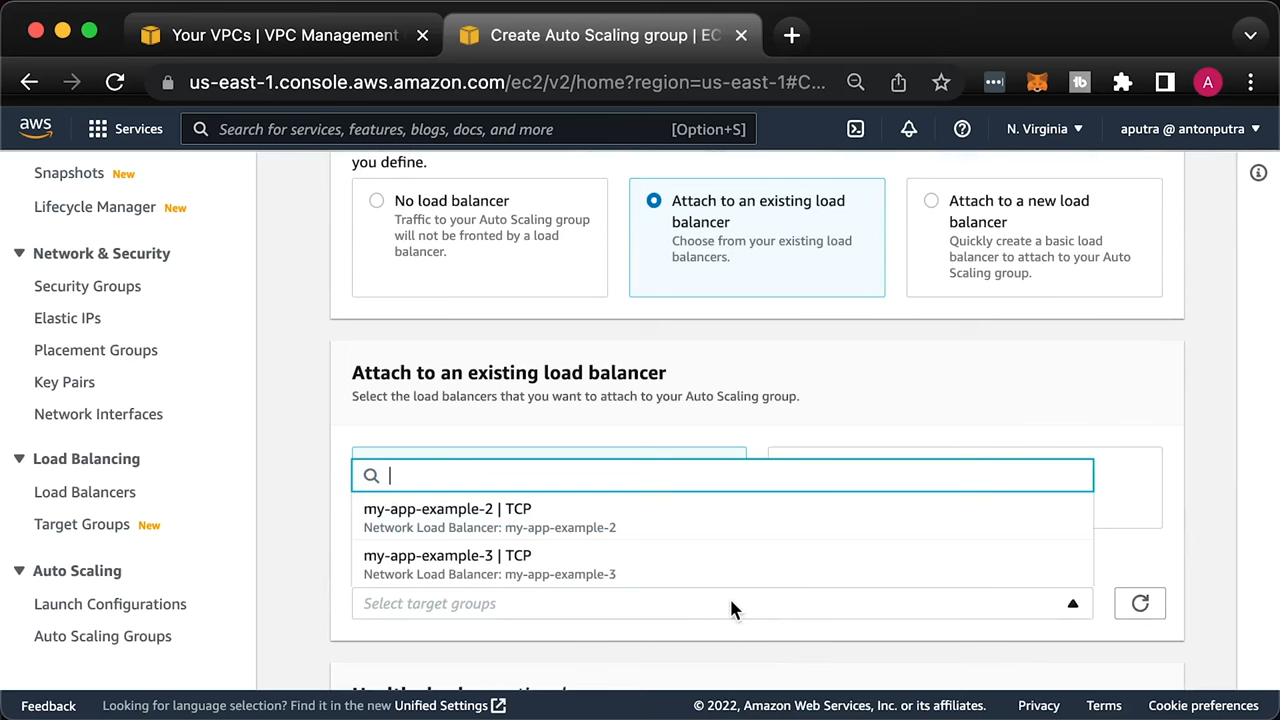 Your VPCs | VPC Management
Create Auto Scaling group | EC
us-east-1.console.aws.amazon.com/ec2/v2/home?region=us-east-1#C...
A
aws
Services
Search for services, features, blogs, docs, and more
[Option+S]
N. Virginia
aputra @ antonputra
Snapshots New
Lifecycle Manager New
Network & Security
Security Groups
Elastic IPs
Placement Groups
Key Pairs
Network Interfaces
Load Balancing
Load Balancers
Target Groups New
Auto Scaling
Launch Configurations
Auto Scaling Groups
you define.
No load balancer
Traffic to your Auto Scaling group
will not be fronted by a load
balancer.
Attach to an existing load
balancer
Choose from your existing load
balancers.
Attach to a new load
balancer
Quickly create a basic load
balancer to attach to your Auto
Scaling group.
Attach to an existing load balancer
Select the load balancers that you want to attach to your Auto Scaling group.
my-app-example-2 | TCP
Network Load Balancer: my-app-example-2
my-app-example-3 | TCP
Network Load Balancer: my-app-example-3
Select target groups
Feedback
Looking for language selection? Find it in the new Unified Settings
© 2022, Amazon Web Services, Inc. or its affiliates.
Privacy
Terms
Cookie preferences